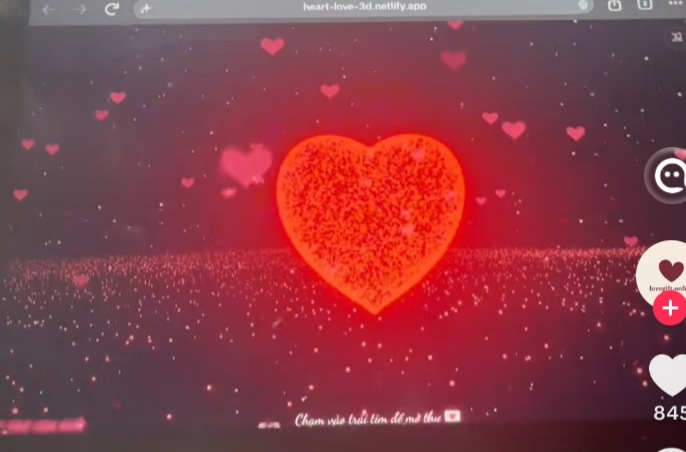 heart-love-3d.netlify.app
Chạm vào trái tim để mở thư
845